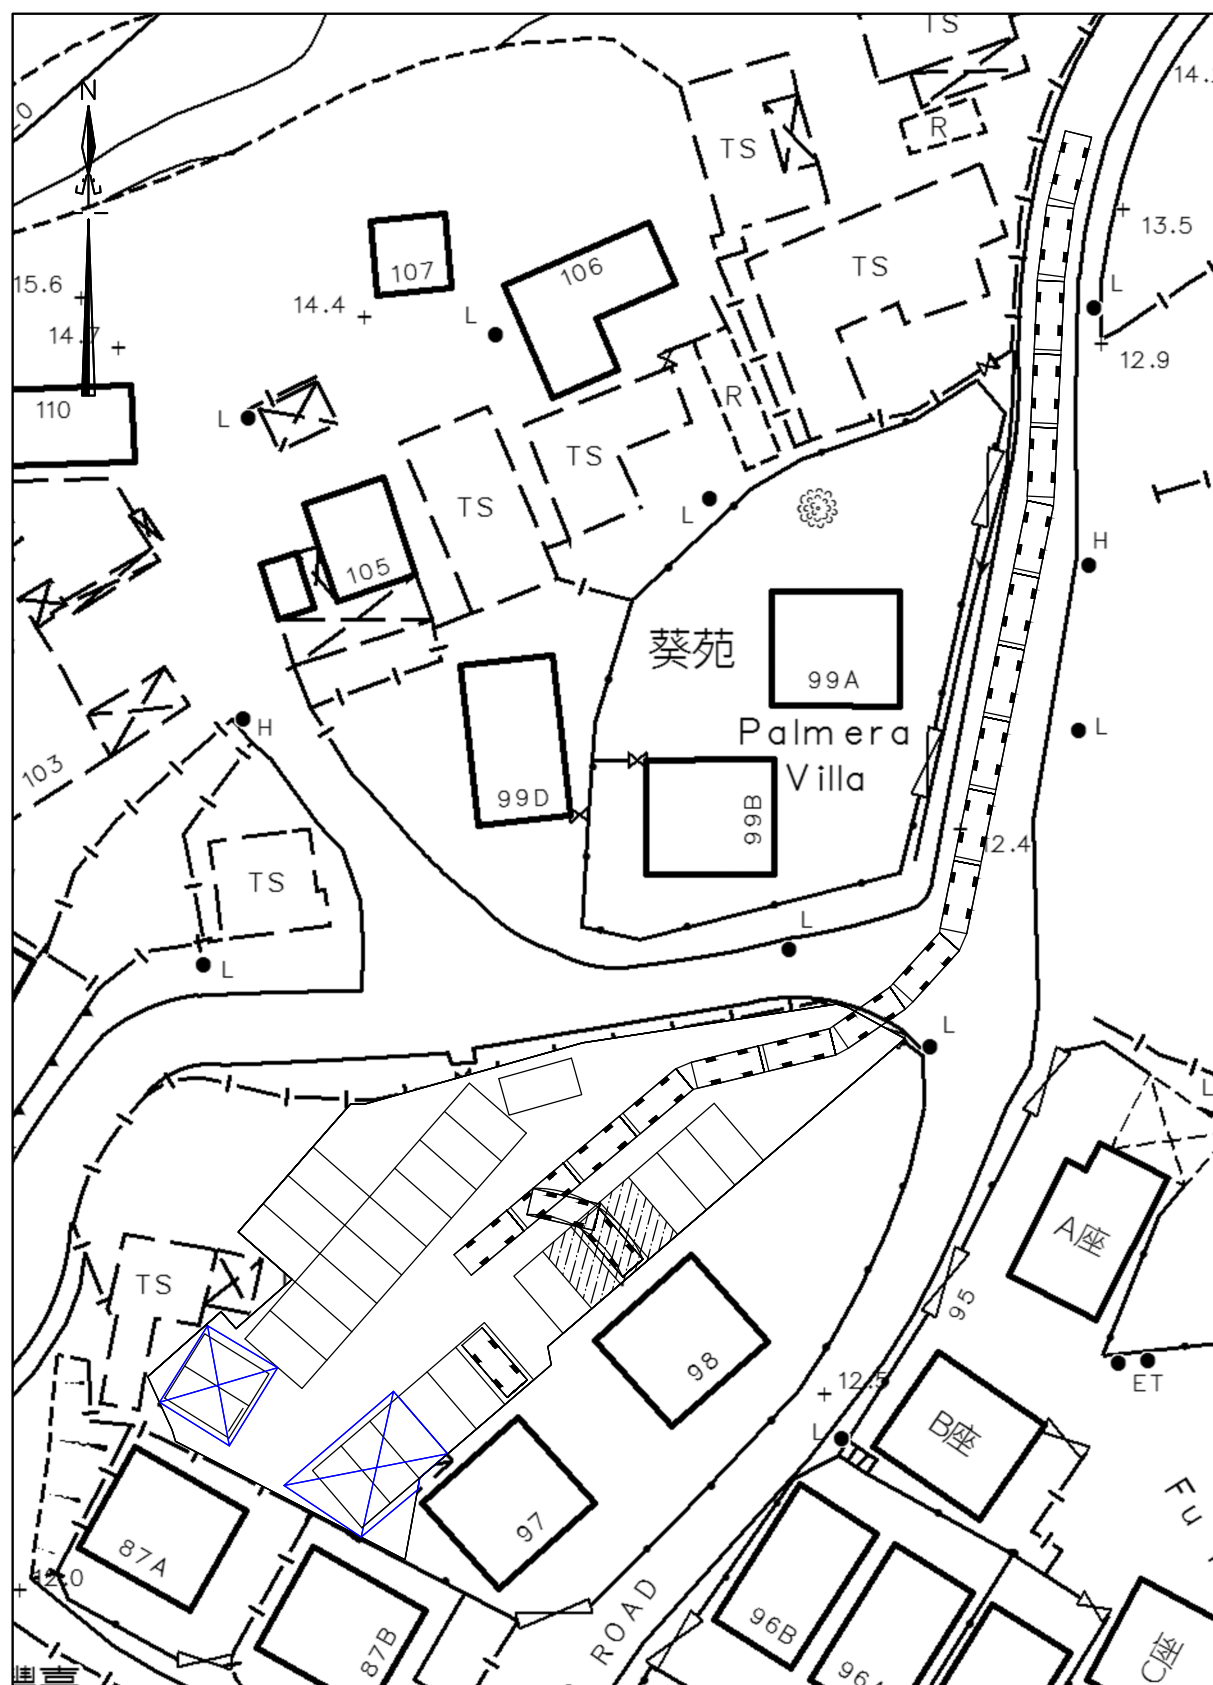 TS
N
R
TS
14.
13.5
107
106
TS
15.6
14.4
L
L
14.7
12.9
110
L
R
TS
TS
L
H
105
葵苑
99A
H
Palmera
Villa
L
103
99D
99B
12.4
TS
L
L
L
L
A座
TS
95
98
12.5
ET
L
B座
Fu
97
87A
12.0
ROAD
96B
87B
96A
C座